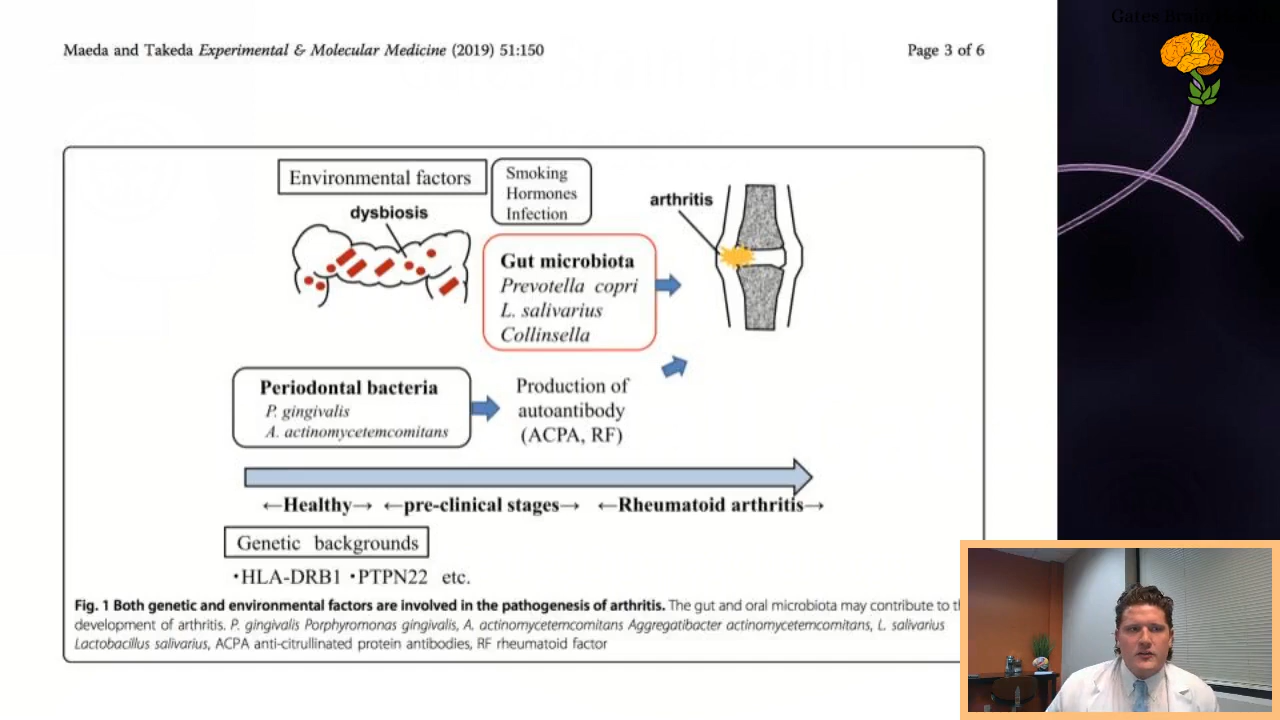 Gates Brain
Maeda and Takeda Experimental & Molecular Medicine (2019) 51:150
Page 3 of 6
Environmental factors
Smoking
Hormones
Infection
dysbiosis
arthritis
Gut microbiota
Prevotella copri
L. salivarius
Collinsella
Periodontal bacteria
P. gingivalis
A. actinomycetemcomitans
Production of
autoantibody
(ACPA, RF)
←Healthy→ ←pre-clinical stages→ ←Rheumatoid arthritis→
Genetic backgrounds
・HLA-DRB1 ・PTPN22 etc.
Fig. 1 Both genetic and environmental factors are involved in the pathogenesis of arthritis. The gut and oral microbiota may contribute to
development of arthritis. P. gingivalis Porphyromonas gingivalis, A. actinomycetemcomitans Aggregatibacter actinomycetemcomitans, L. salivarius
Lactobacillus salivarius, ACPA anti-citrullinated protein antibodies, RF rheumatoid factor